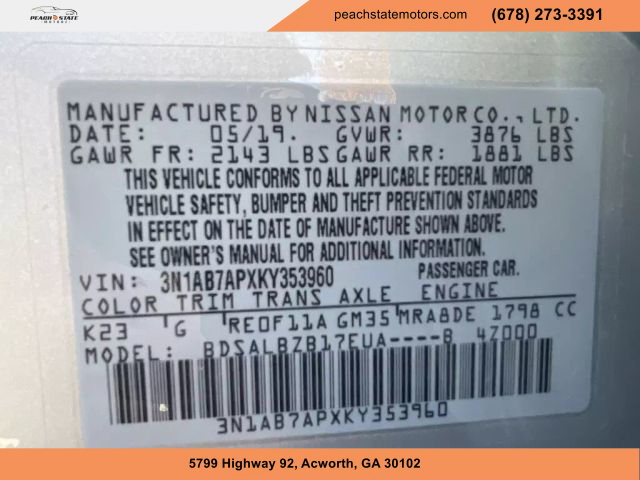 PEACH STATE
MOTORS
peachstatemotors.com
(678) 273-3391
MANUFACTURED BY NISSAN MOTOR CO., LTD.
DATE: 05/19. GVWR: 3876 LBS
GAWR FR: 2143 LBS GAWR RR: 1881 LBS
THIS VEHICLE CONFORMS TO ALL APPLICABLE FEDERAL MOTOR
VEHICLE SAFETY, BUMPER AND THEFT PREVENTION STANDARDS
IN EFFECT ON THE DATE OF MANUFACTURE SHOWN ABOVE.
SEE OWNER'S MANUAL FOR ADDITIONAL INFORMATION.
VIN: 3N1AB7APXKY353960 PASSENGER CAR.
COLOR TRIM TRANS AXLE ENGINE
K23 G RE0F11A GM35 MRA8DE 1798 CC
MODEL: BDSALBZB17EUA----B 4Z000
3N1AB7APXKY353960
5799 Highway 92, Acworth, GA 30102